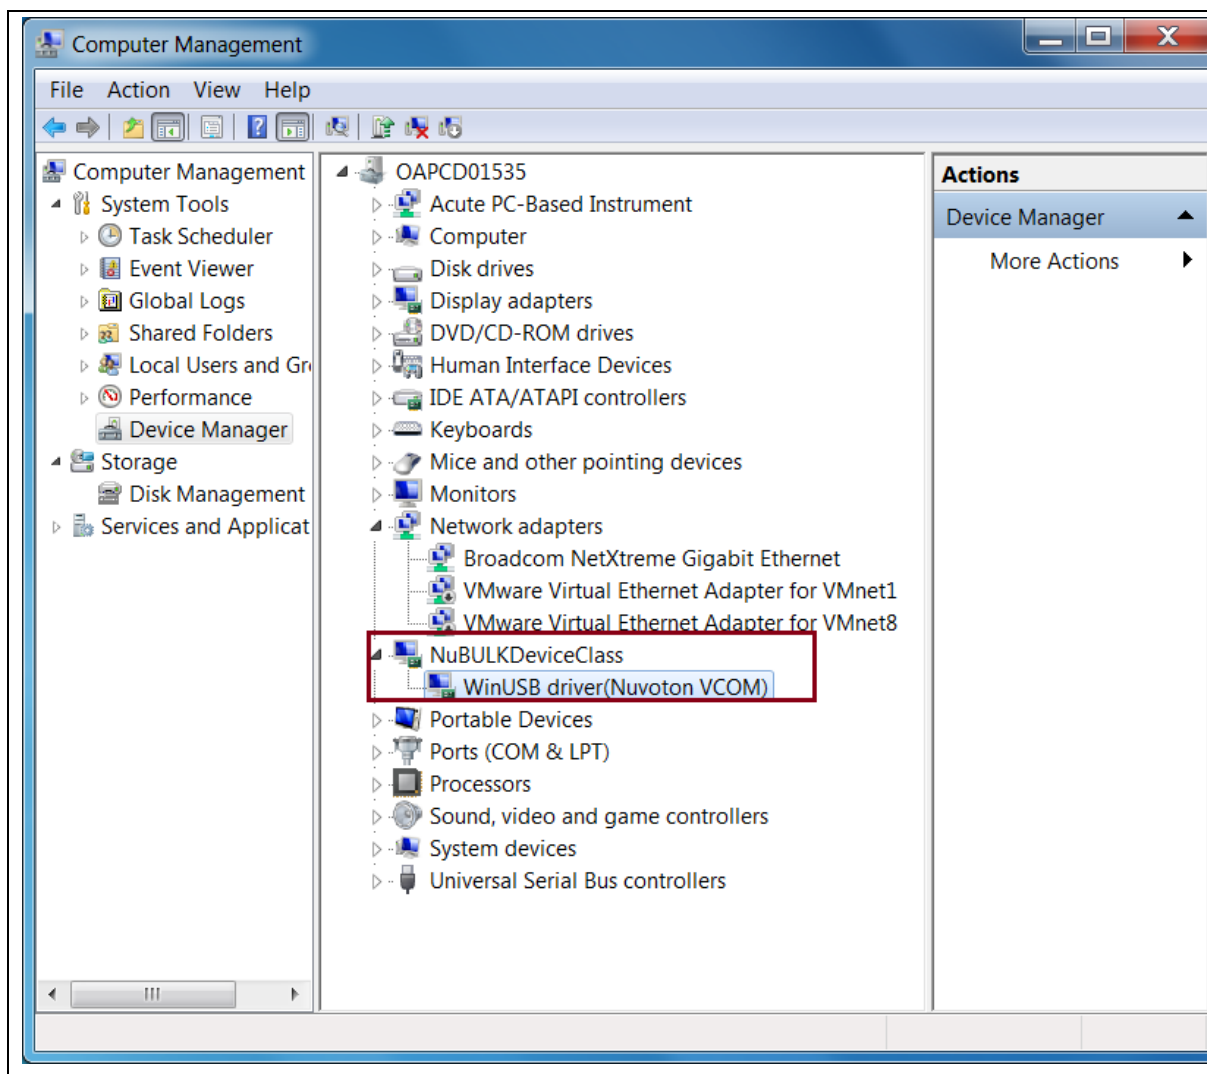 Computer Management
File Action View Help
Computer Management
System Tools
Task Scheduler
Event Viewer
Global Logs
Shared Folders
Local Users and Gr
Performance
Device Manager
Storage
Disk Management
Services and Applicat
OAPCD01535
Acute PC-Based Instrument
Computer
Disk drives
Display adapters
DVD/CD-ROM drives
Human Interface Devices
IDE ATA/ATAPI controllers
Keyboards
Mice and other pointing devices
Monitors
Network adapters
Broadcom NetXtreme Gigabit Ethernet
VMware Virtual Ethernet Adapter for VMnet1
VMware Virtual Ethernet Adapter for VMnet8
NuBULKDeviceClass
WinUSB driver(Nuvoton VCOM)
Portable Devices
Ports (COM & LPT)
Processors
Sound, video and game controllers
System devices
Universal Serial Bus controllers
Actions
Device Manager
More Actions